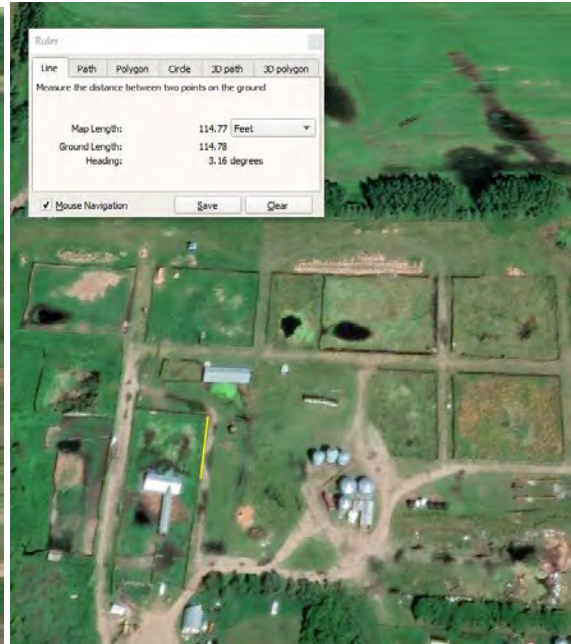 Ruler
Line Path Polygon Circle 3D path 3D polygon
Measure the distance between two points on the ground
Map Length: 114.77 Feet
Ground Length: 114.78
Heading: 3.16 degrees
Mouse Navigation Save Clear